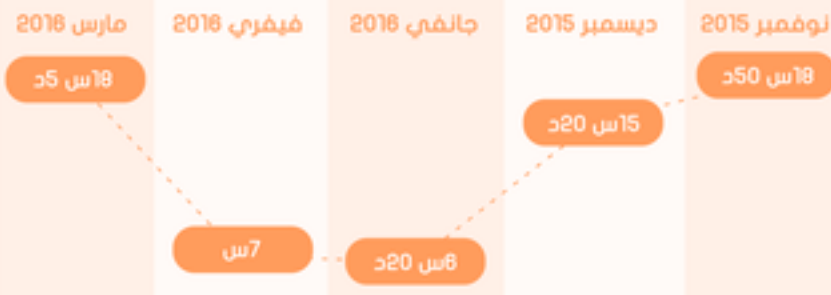 نوفمبر 2015
ديسمبر 2015
جانفي 2016
فيفري 2016
مارس 2016
18س 50د
15س 20د
6س 20د
7س
18س 5د